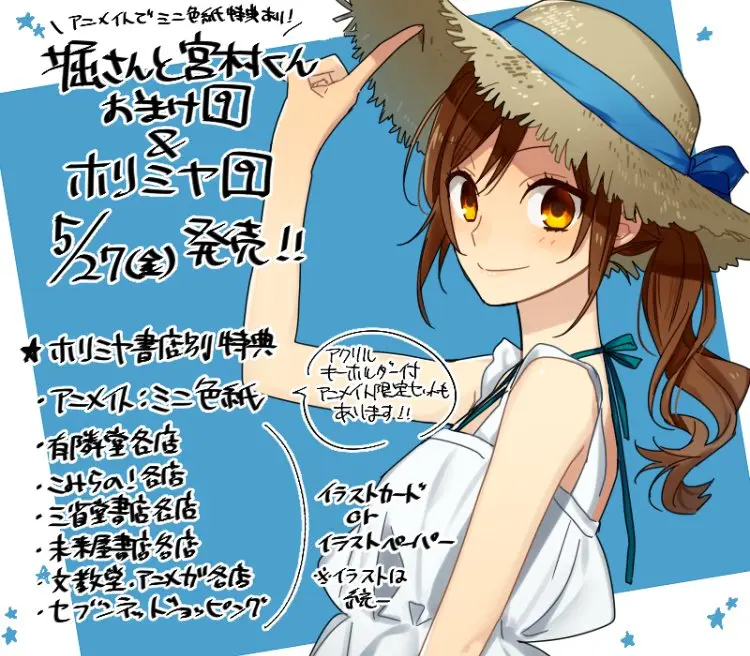 アニメイトでミニ色紙特典あり!
堀さんと宮村くん
おまけ9
&
ホリミヤ9
5/27(金)発売!!
★ホリミヤ書店別特典
・アニメイト:ミニ色紙
・有隣堂各店
・こみらの!各店
・三省堂書店各店
・未来屋書店各店
・文教堂.アニメガ各店
・セブンネットショッピング
アクリル
キーホルダー付
アニメイト限定セットも
あります!!
イラストカード
or
イラストペーパー
※イラストは
統一